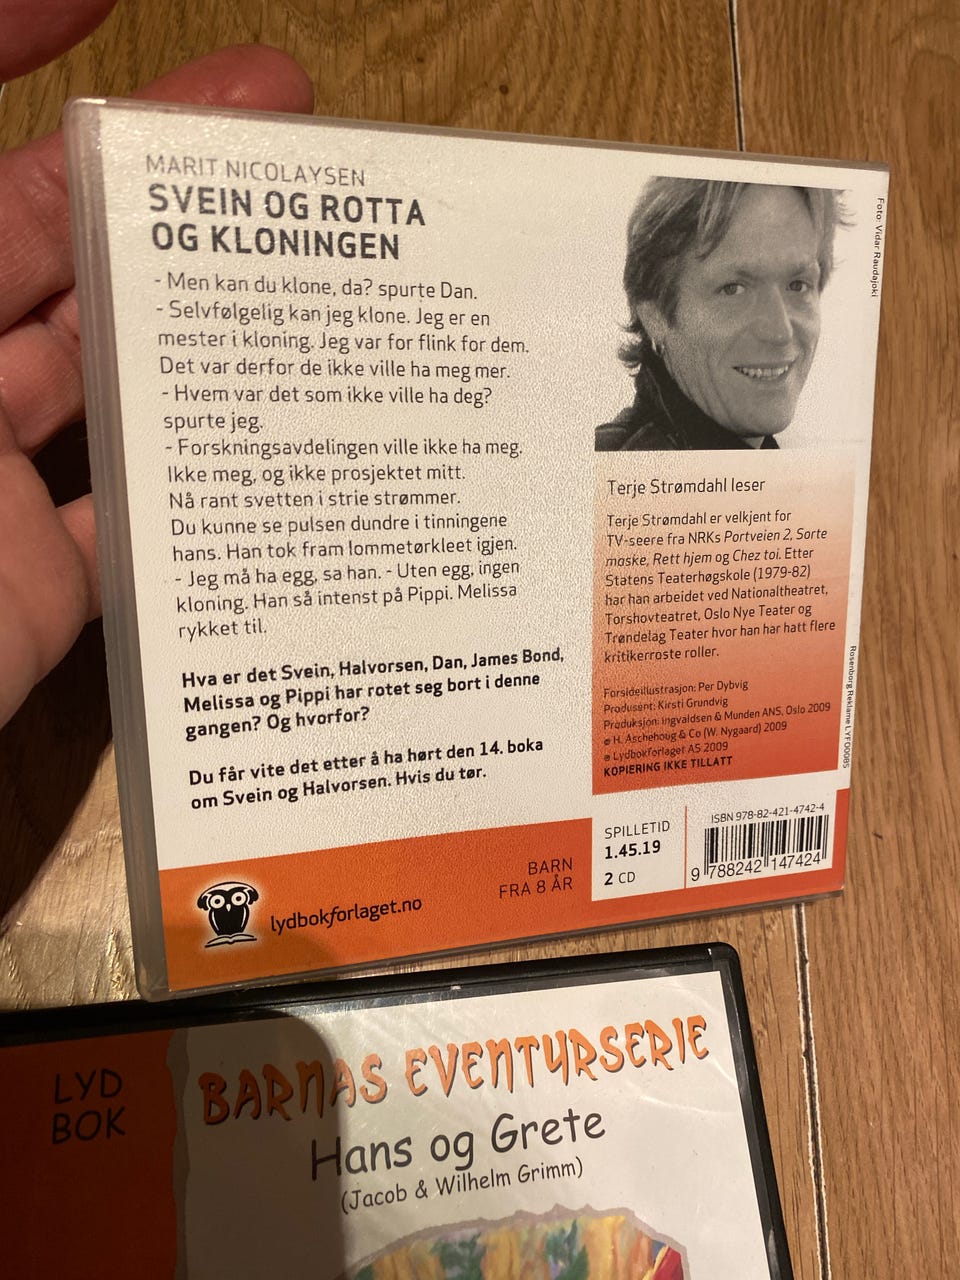 MARIT NICOLAYSEN
SVEIN OG ROTTA
OG KLONINGEN
- Men kan du klone, da? spurte Dan.
- Selvfølgelig kan jeg klone. Jeg er en
mester i kloning. Jeg var for flink for dem.
Det var derfor de ikke ville ha meg mer.
- Hvem var det som ikke ville ha deg?
spurte jeg.
- Forskningsavdelingen ville ikke ha meg.
Ikke meg, og ikke prosjektet mitt.
Nå rant svetten i strie strømmer.
Du kunne se pulsen dundre i tinningene
hans. Han tok fram lommetørkleet igjen.
- Jeg må ha egg, sa han. - Uten egg, ingen
kloning. Han så intenst på Pippi. Melissa
rykket til.
Hva er det Svein, Halvorsen, Dan, James Bond,
Melissa og Pippi har rotet seg bort i denne
gangen? Og hvorfor?
Du får vite det etter å ha hørt den 14. boka
om Svein og Halvorsen. Hvis du tør.
Foto: Vidar Raudajoki
Terje Strømdahl leser
Terje Strømdahl er velkjent for
TV-seere fra NRKs Portveien 2, Sorte
maske, Rett hjem og Chez toi. Etter
Statens Teaterhøgskole (1979-82)
har han arbeidet ved Nationaltheatret,
Torshovteatret, Oslo Nye Teater og
Trøndelag Teater hvor han har hatt flere
kritikerroste roller.
Forsideillustrasjon: Per Dybvig
Produsent: Kirsti Grundvig
Produksjon: Ingvaldsen & Munden ANS, Oslo 2009
© H. Aschehoug & Co (W. Nygaard) 2009
℗ Lydbokforlaget AS 2009
KOPIERING IKKE TILLATT
Rosenborg Reklame LYF00085
SPILLETID
1.45.19
2 CD
ISBN 978-82-421-4742-4
9 788242 147424
BARN
FRA 8 ÅR
lydbokforlaget.no
LYD
BOK
BARNAS EVENTYRSERIE
Hans og Grete
(Jacob & Wilhelm Grimm)